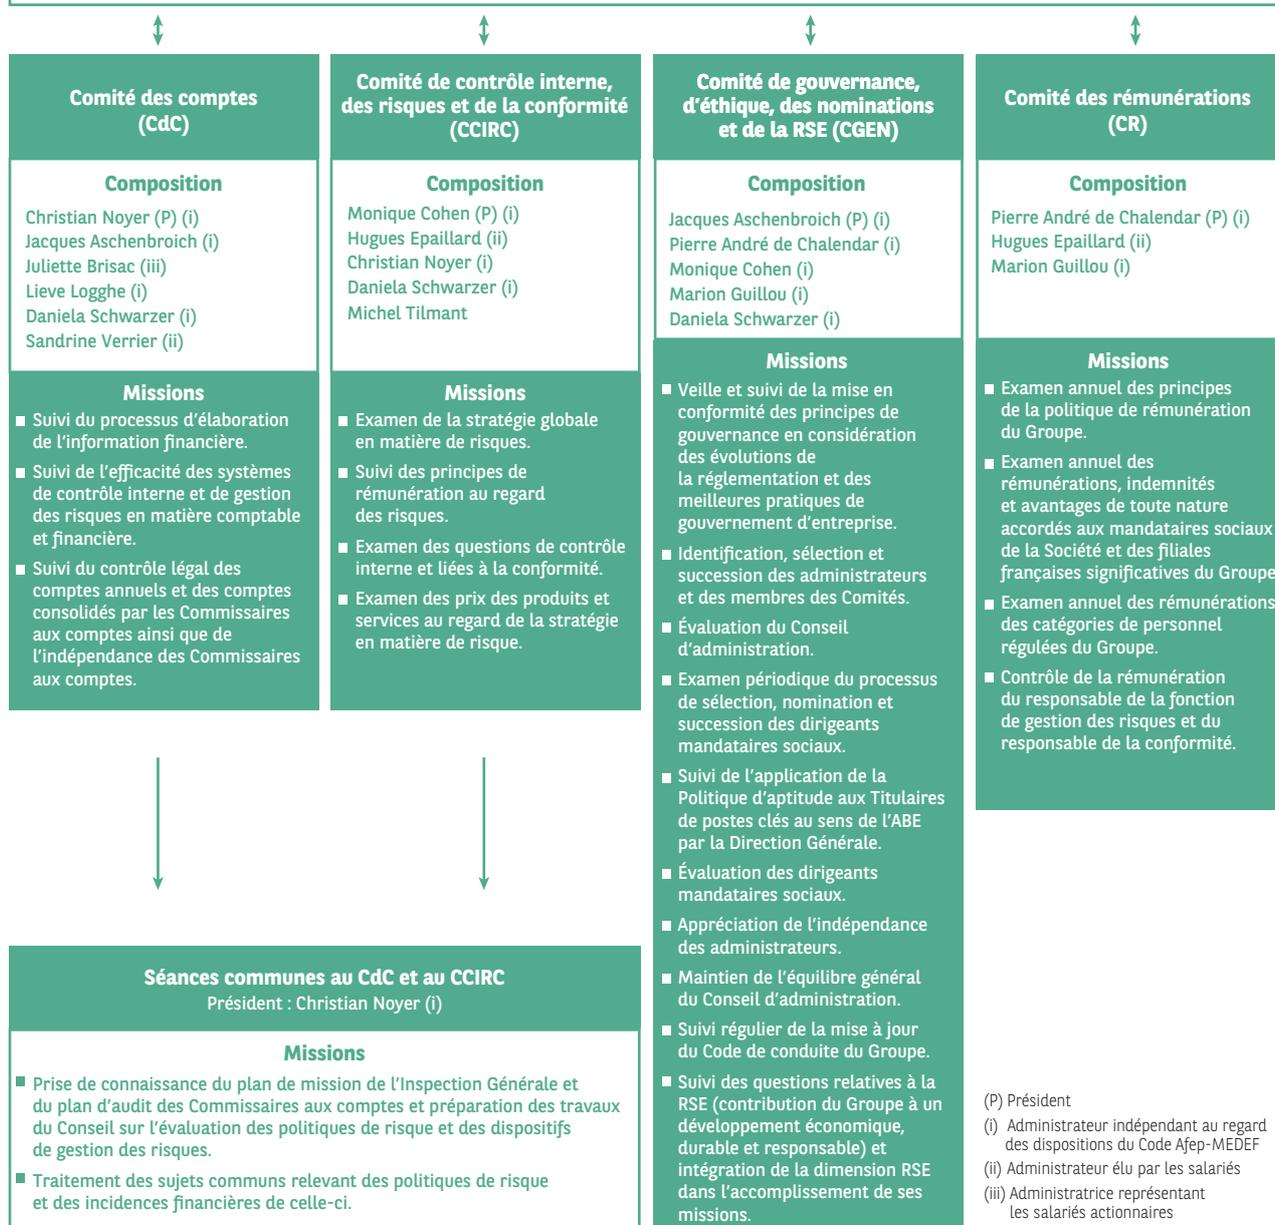 Comité des comptes
(CdC)
Composition
Christian Noyer (P) (i)
Jacques Aschenbroich (i)
Juliette Brisac (iii)
Lieve Logghe (i)
Daniela Schwarzer (i)
Sandrine Verrier (ii)
Missions
■ Suivi du processus d'élaboration
de l'information financière.
■ Suivi de l'efficacité des systèmes
de contrôle interne et de gestion
des risques en matière comptable
et financière.
■ Suivi du contrôle légal des
comptes annuels et des comptes
consolidés par les Commissaires
aux comptes ainsi que de
l'indépendance des Commissaires
aux comptes.
Comité de contrôle interne,
des risques et de la conformité
(CCIRC)
Composition
Monique Cohen (P) (i)
Hugues Epaillard (ii)
Christian Noyer (i)
Daniela Schwarzer (i)
Michel Tilmant
Missions
■ Examen de la stratégie globale
en matière de risques.
■ Suivi des principes de
rémunération au regard
des risques.
■ Examen des questions de contrôle
interne et liées à la conformité.
■ Examen des prix des produits et
services au regard de la stratégie
en matière de risque.
Séances communes au CdC et au CCIRC
Président : Christian Noyer (i)
Missions
■ Prise de connaissance du plan de mission de l'Inspection Générale et
du plan d'audit des Commissaires aux comptes et préparation des travaux
du Conseil sur l'évaluation des politiques de risque et des dispositifs
de gestion des risques.
■ Traitement des sujets communs relevant des politiques de risque
et des incidences financières de celle-ci.
Comité de gouvernance,
d'éthique, des nominations
et de la RSE (CGEN)
Composition
Jacques Aschenbroich (P) (i)
Pierre André de Chalendar (i)
Monique Cohen (i)
Marion Guillou (i)
Daniela Schwarzer (i)
Missions
■ Veille et suivi de la mise en
conformité des principes de
gouvernance en considération
des évolutions de
la réglementation et des
meilleures pratiques de
gouvernement d'entreprise.
■ Identification, sélection et
succession des administrateurs
et des membres des Comités.
■ Évaluation du Conseil
d'administration.
■ Examen périodique du processus
de sélection, nomination et
succession des dirigeants
mandataires sociaux.
■ Suivi de l'application de la
Politique d'aptitude aux Titulaires
de postes clés au sens de l'ABE
par la Direction Générale.
■ Évaluation des dirigeants
mandataires sociaux.
■ Appréciation de l'indépendance
des administrateurs.
■ Maintien de l'équilibre général
du Conseil d'administration.
■ Suivi régulier de la mise à jour
du Code de conduite du Groupe.
■ Suivi des questions relatives à la
RSE (contribution du Groupe à un
développement économique,
durable et responsable) et
intégration de la dimension RSE
dans l'accomplissement de ses
missions.
Comité des rémunérations
(CR)
Composition
Pierre André de Chalendar (P) (i)
Hugues Epaillard (ii)
Marion Guillou (i)
Missions
■ Examen annuel des principes
de la politique de rémunération
du Groupe.
■ Examen annuel des
rémunérations, indemnités
et avantages de toute nature
accordés aux mandataires sociaux
de la Société et des filiales
françaises significatives du Groupe
■ Examen annuel des rémunérations
des catégories de personnel
régulées du Groupe.
■ Contrôle de la rémunération
du responsable de la fonction
de gestion des risques et du
responsable de la conformité.
(P) Président
(i) Administrateur indépendant au regard
des dispositions du Code Afep-MEDEF
(ii) Administrateur élu par les salariés
(iii) Administratrice représentant
les salariés actionnaires